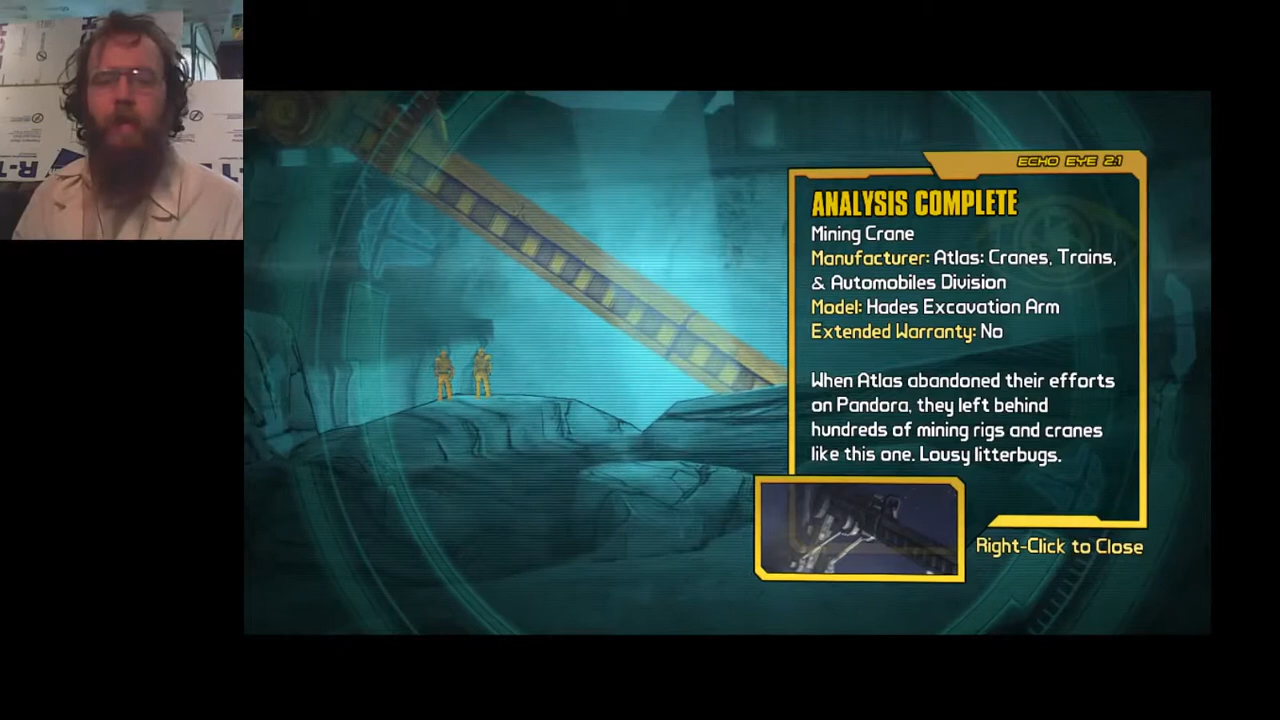 ECHO EYE 2.1
ANALYSIS COMPLETE
Mining Crane
Manufacturer: Atlas: Cranes, Trains,
& Automobiles Division
Model: Hades Excavation Arm
Extended Warranty: No
When Atlas abandoned their efforts
on Pandora, they left behind
hundreds of mining rigs and cranes
like this one. Lousy litterbugs.
Right-Click to Close